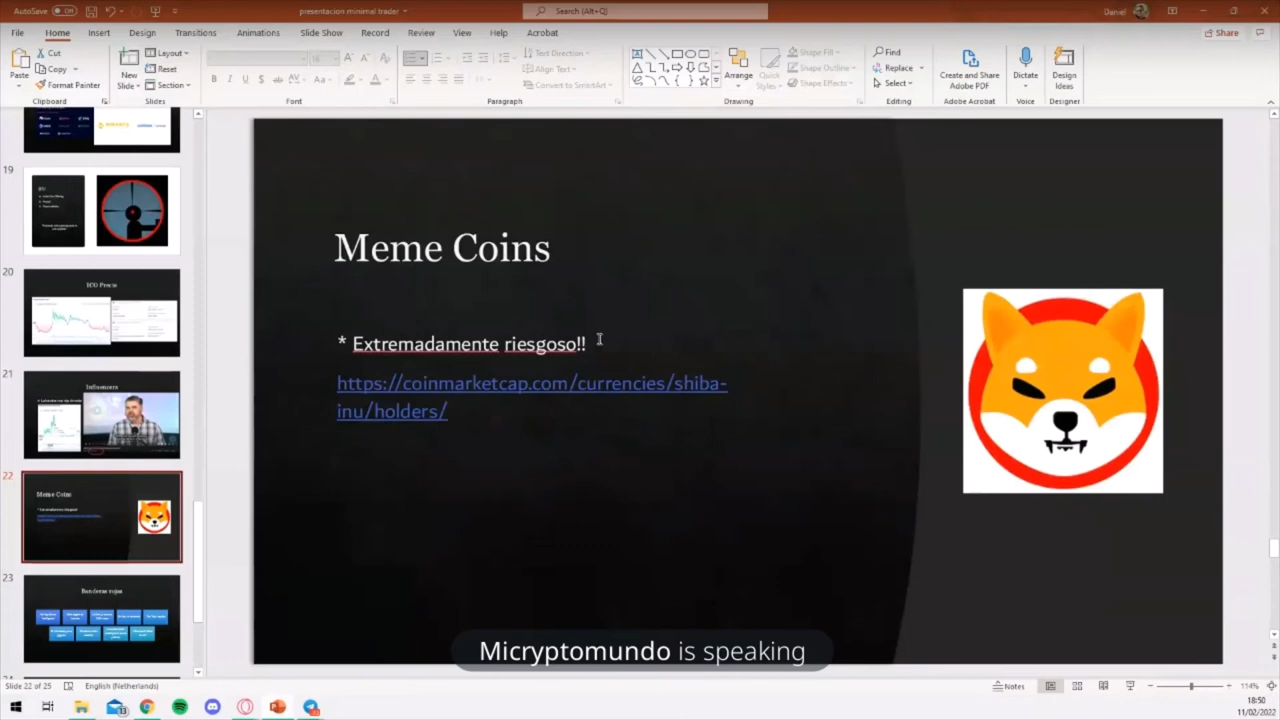 AutoSave
Off
presentacion minimal trader
Search (Alt+Q)
Daniel
File
Home
Insert
Design
Transitions
Animations
Slide Show
Record
Review
View
Help
Acrobat
Share
Paste
Cut
Copy
Format Painter
Clipboard
New
Slide
Layout
Reset
Section
Slides
Font
Text Direction
Align Text
Convert to SmartArt
Paragraph
Arrange
Quick
Styles
Shape Fill
Shape Outline
Shape Effects
Drawing
Find
Replace
Select
Editing
Create and Share
Adobe PDF
Adobe Acrobat
Dictate
Voice
Design
Ideas
Designer
19
20
ICO Precio
21
Influencers
22
Meme Coins
23
Banderas rojas
Meme Coins
* Extremadamente riesgoso!!
https://coinmarketcap.com/currencies/shiba-
inu/holders/
Micryptomundo is speaking
Slide 22 of 25
English (Netherlands)
Notes
114%
18:50
11/02/2022